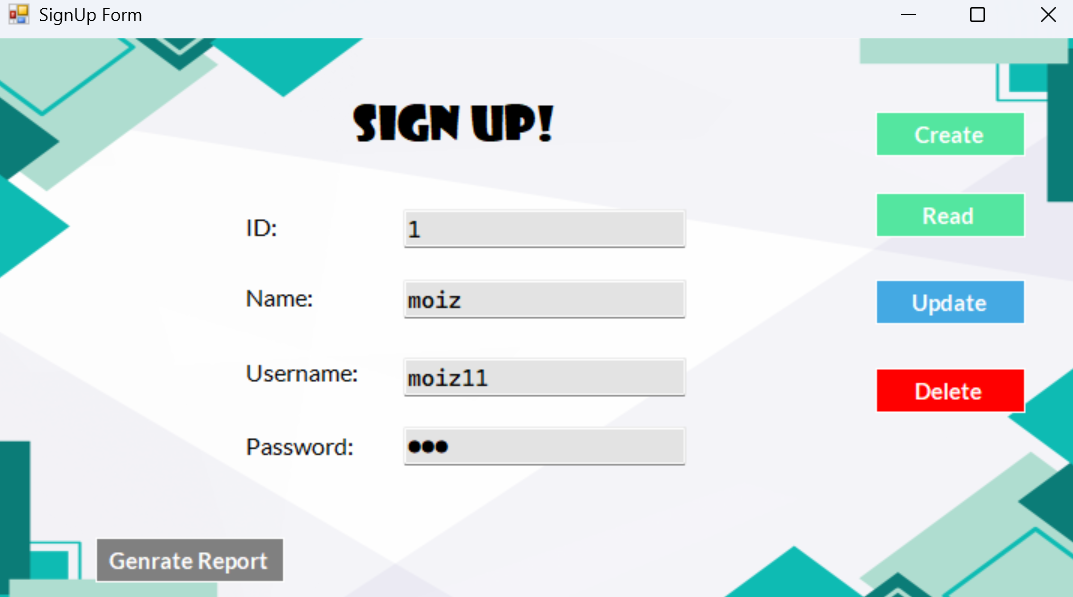 SignUp Form
SIGN UP!
Create
ID: 1
Read
Name: moiz
Update
Username: moiz11
Delete
Password: ●●●
Genrate Report